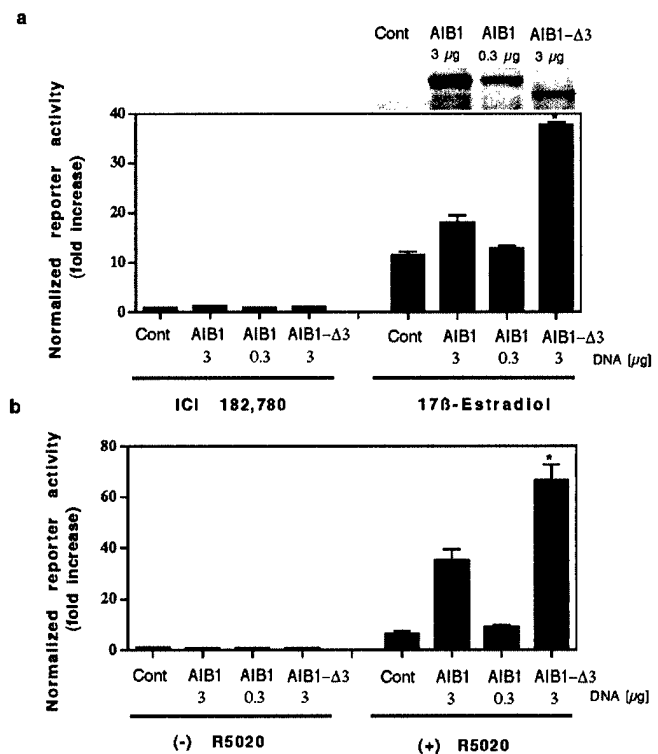 a
Cont AIB1 AIB1 AIB1-Δ3
3 µg 0.3 µg 3 µg
Normalized reporter activity
(fold increase)
40
30
20
10
0
*
Cont AIB1 AIB1 AIB1-Δ3 Cont AIB1 AIB1 AIB1-Δ3
3 0.3 3 3 0.3 3 DNA [µg]
ICI 182,780 17ß-Estradiol
b
Normalized reporter activity
(fold increase)
80
60
40
20
0
*
Cont AIB1 AIB1 AIB1-Δ3 Cont AIB1 AIB1 AIB1-Δ3
3 0.3 3 3 0.3 3 DNA [µg]
(-) R5020 (+) R5020